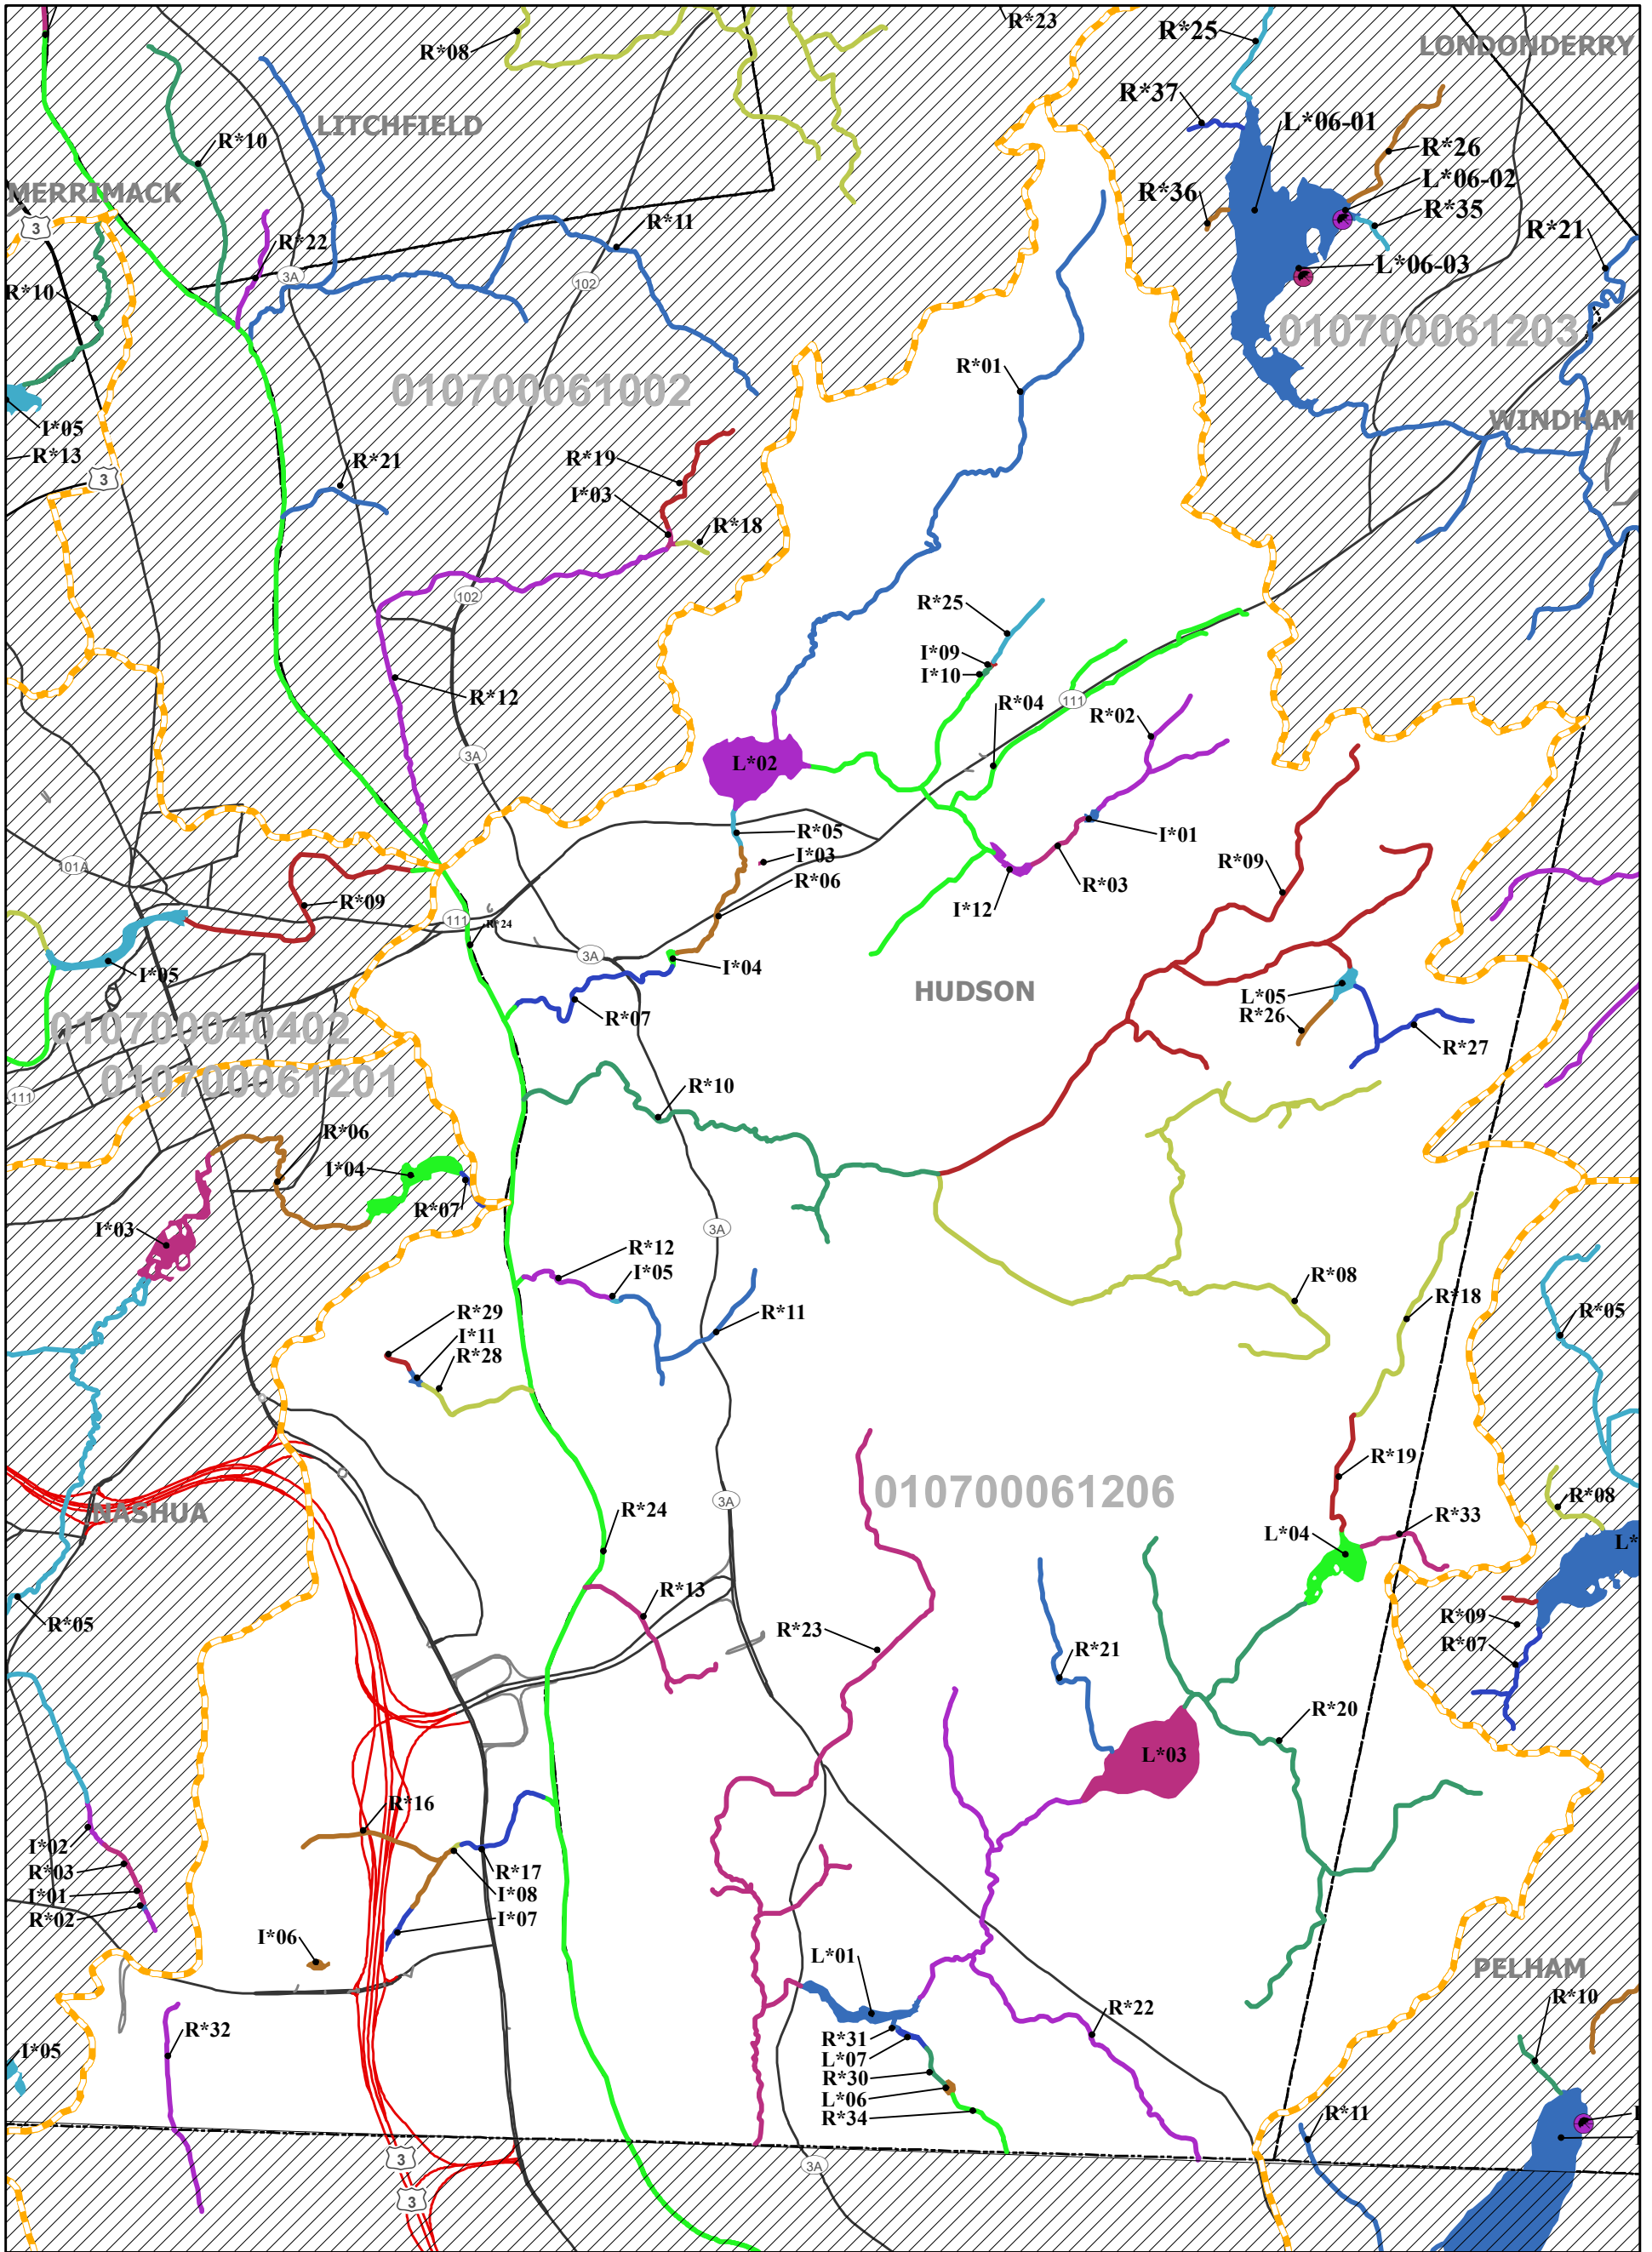 R*23
R*25
R*08
LONDONDERRY
R*37
LITCHFIELD
L*06-01
R*10
R*26
MERRIMACK
L*06-02
R*36
R*35
3
R*22
R*11
R*21
3A
L*06-03
102
R*10
010700061203
R*01
010700061002
I*05
WINDHAM
R*13
R*19
R*21
3
I*03
R*18
102
R*25
I*09
I*10
R*12
111
R*04
R*02
3A
L*02
R*05
I*01
I*03
101A
R*09
R*03
R*06
R*09
I*12
111
R*24
3A
I*04
I*05
HUDSON
L*05
R*26
R*07
010700040402
R*27
010700061201
R*10
111
R*06
I*04
R*07
I*03
3A
R*12
I*05
R*08
R*29
R*11
R*18
R*05
I*11
R*28
R*19
010700061206
3A
R*08
NASHUA
R*24
R*33
L*04
L*
R*13
R*05
R*23
R*09
R*07
R*21
R*20
L*03
R*16
I*02
R*03
R*17
I*01
I*08
R*02
I*07
I*06
L*01
PELHAM
R*10
R*32
R*22
R*31
I*05
L*07
R*30
L*06
R*34
R*11
3
3A
3